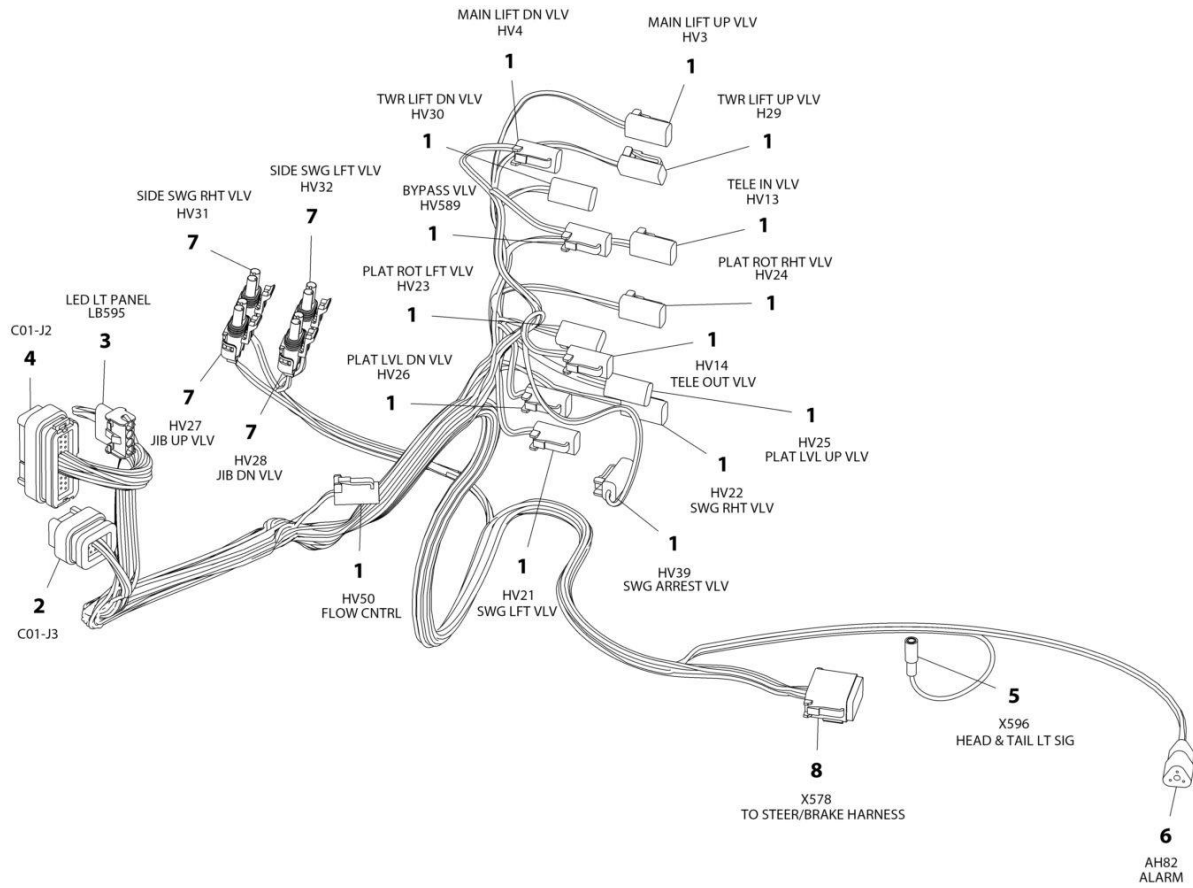 MAIN LIFT DN VLV
HV4
1
MAIN LIFT UP VLV
HV3
1
TWR LIFT DN VLV
HV30
1
TWR LIFT UP VLV
H29
1
SIDE SWG LFT VLV
HV32
7
SIDE SWG RHT VLV
HV31
7
BYPASS VLV
HV589
1
TELE IN VLV
HV13
1
PLAT ROT LFT VLV
HV23
1
PLAT ROT RHT VLV
HV24
1
LED LT PANEL
LB595
3
C01-J2
4
PLAT LVL DN VLV
HV26
1
1
HV14
TELE OUT VLV
7
HV27
JIB UP VLV
7
HV28
JIB DN VLV
1
HV25
PLAT LVL UP VLV
1
HV22
SWG RHT VLV
1
HV39
SWG ARREST VLV
1
HV21
SWG LFT VLV
1
HV50
FLOW CNTRL
2
C01-J3
5
X596
HEAD & TAIL LT SIG
8
X578
TO STEER/BRAKE HARNESS
6
AH82
ALARM